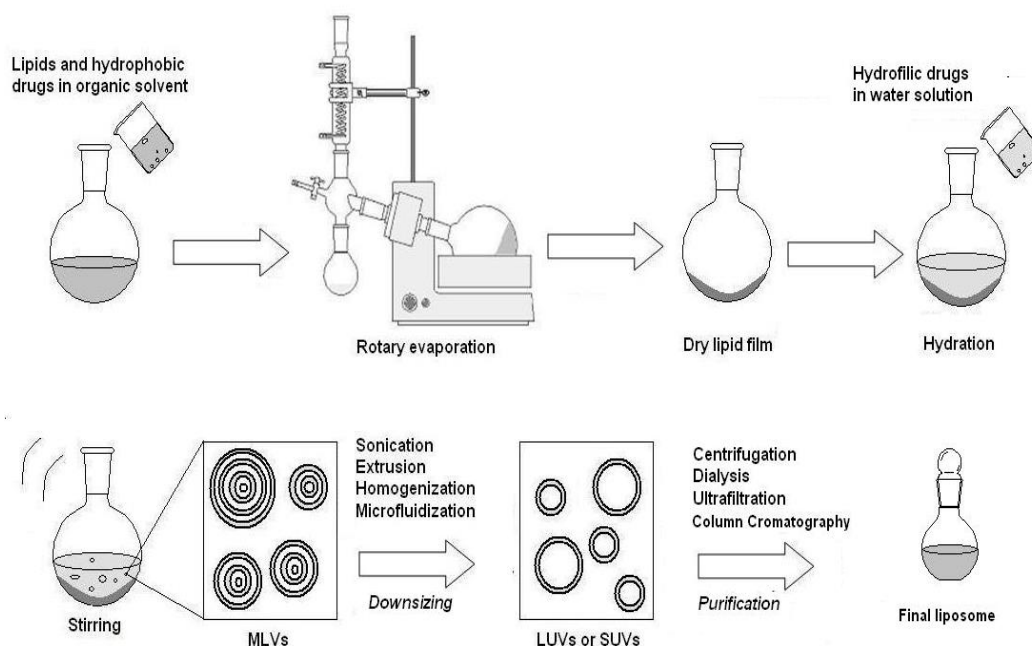 Lipids and hydrophobic
drugs in organic solvent
Hydrofilic drugs
in water solution
Rotary evaporation
Dry lipid film
Hydration
Sonication
Extrusion
Homogenization
Microfluidization
Downsizing
Centrifugation
Dialysis
Ultrafiltration
Column Cromatography
Purification
Stirring
MLVs
LUVs or SUVs
Final liposome